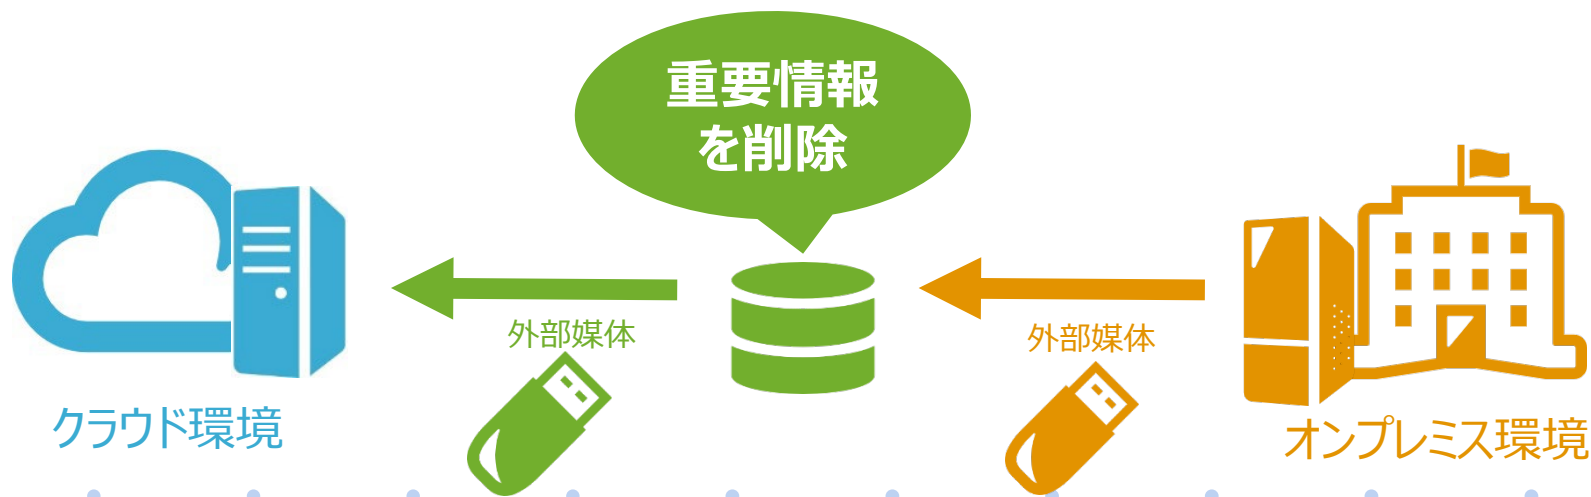 重要情報
を削除
外部媒体
外部媒体
クラウド環境
オンプレミス環境